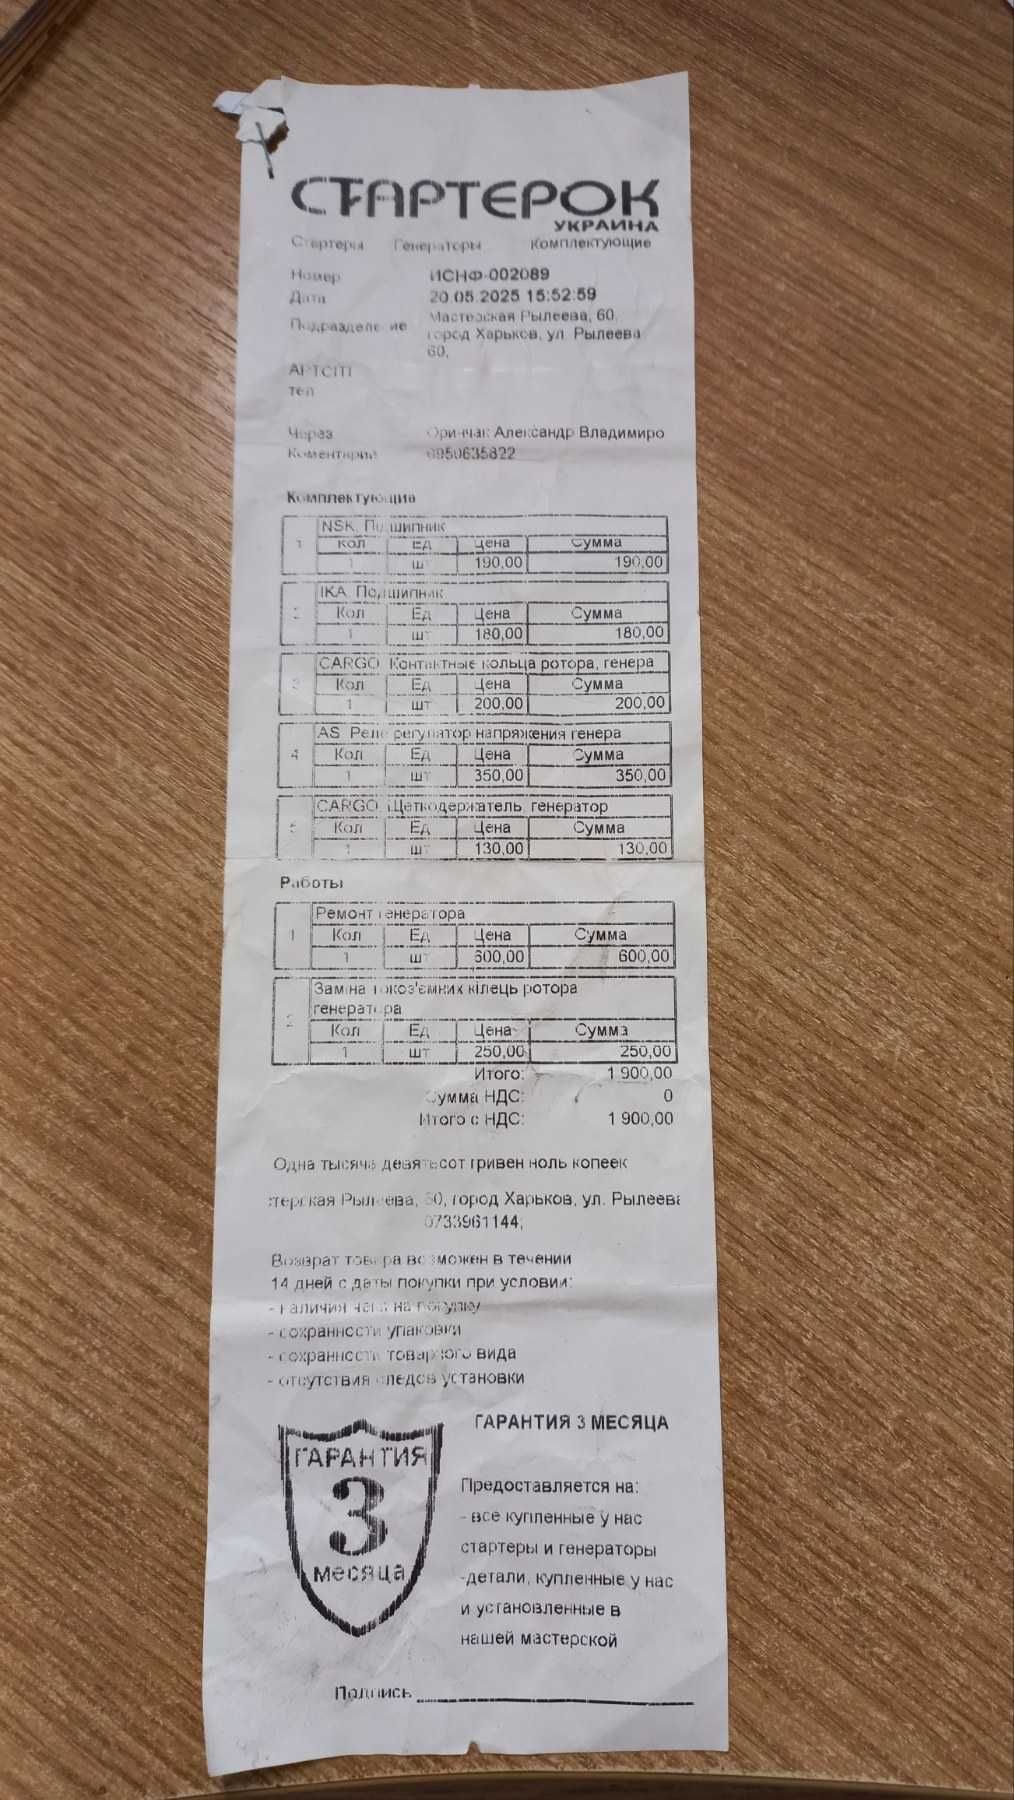 СТАРТЕРОК
УКРАИНА
Стартеры Генераторы Комплектующие
Номер ИСНФ-002089
Дата 20.05.2025 15:52:59
Подразделение Мастерская Рылеева, 60,
город Харьков, ул. Рылеева
60,
АРТСІТІ
тел
Через Александр Владимиро
Коментарий
Комплектующие
1 NSK. Подшипник
Кол Ед Цена Сумма
1 шт 190,00 190,00
2 IKA. Подшипник
Кол Ед Цена Сумма
1 шт 180,00 180,00
3 CARGO. Контактные кольца ротора, генера
Кол Ед Цена Сумма
1 шт 200,00 200,00
4 AS. Реле регулятор напряжения генера
Кол Ед Цена Сумма
1 шт 350,00 350,00
5 CARGO. Щеткодержатель, генератор
Кол Ед Цена Сумма
1 шт 130,00 130,00
Работы
1 Ремонт генератора
Кол Ед Цена Сумма
1 шт 600,00 600,00
2 Заміна токоз'ємних кілець ротора
генератора
Кол Ед Цена Сумма
1 шт 250,00 250,00
Итого: 1 900,00
Сумма НДС: 0
Итого с НДС: 1 900,00
Одна тысяча девятьсот гривен ноль копеек
терская Рылеева, 60, город Харьков, ул. Рылеева
0733961144;
Возврат товара возможен в течении
14 дней с даты покупки при условии:
- наличия чека на покупку
- сохранности упаковки
- сохранности товарного вида
- отсутствия следов установки
ГАРАНТИЯ 3 МЕСЯЦА
ГАРАНТИЯ
3
месяца
Предоставляется на:
- все купленные у нас
стартеры и генераторы
-детали, купленные у нас
и установленные в
нашей мастерской
Подпись